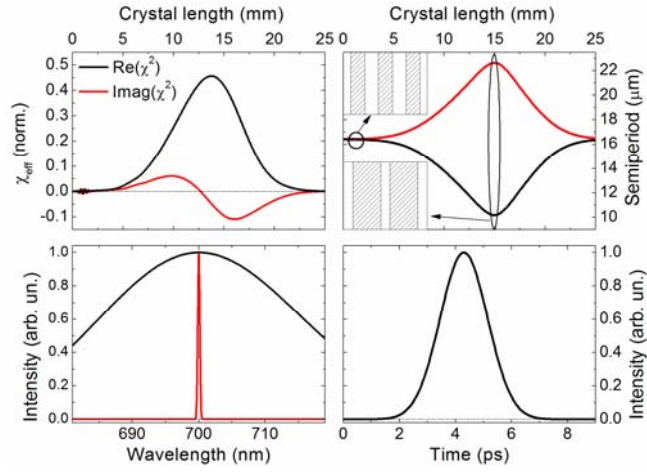 Crystal length (mm)
0 5 10 15 20 25
χeff (norm.)
0.5
0.4
0.3
0.2
0.1
0.0
-0.1
Re(χ²)
Imag(χ²)
Crystal length (mm)
0 5 10 15 20 25
22
20
18
16
14
12
10
Semiperiod (μm)
Intensity (arb. un.)
1.0
0.8
0.6
0.4
0.2
0.0
690 700 710
Wavelength (nm)
1.0
0.8
0.6
0.4
0.2
0.0
Intensity (arb. un.)
0 2 4 6 8
Time (ps)